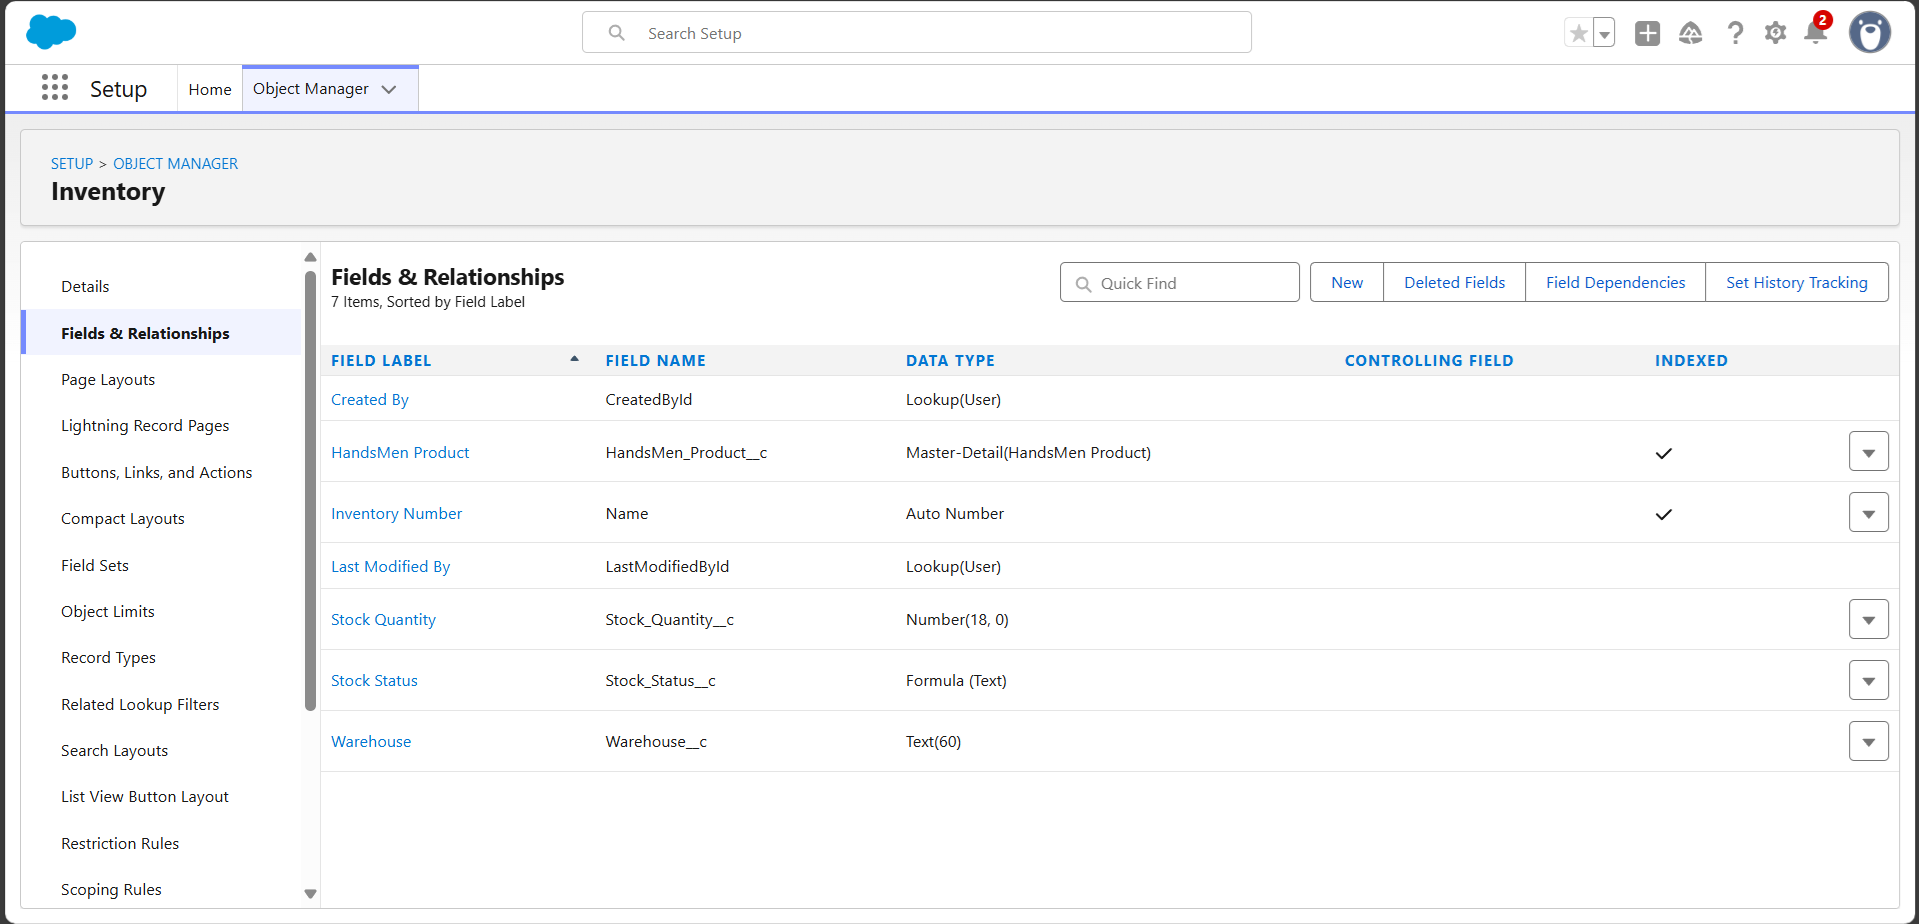 Search Setup
2
Setup
Home
Object Manager
SETUP > OBJECT MANAGER
Inventory
Details
Fields & Relationships
Page Layouts
Lightning Record Pages
Buttons, Links, and Actions
Compact Layouts
Field Sets
Object Limits
Record Types
Related Lookup Filters
Search Layouts
List View Button Layout
Restriction Rules
Scoping Rules
Fields & Relationships
7 Items, Sorted by Field Label
Quick Find
New
Deleted Fields
Field Dependencies
Set History Tracking
FIELD LABEL FIELD NAME DATA TYPE CONTROLLING FIELD INDEXED
Created By CreatedById Lookup(User)
HandsMen Product HandsMen_Product__c Master-Detail(HandsMen Product)
Inventory Number Name Auto Number
Last Modified By LastModifiedById Lookup(User)
Stock Quantity Stock_Quantity__c Number(18, 0)
Stock Status Stock_Status__c Formula (Text)
Warehouse Warehouse__c Text(60)